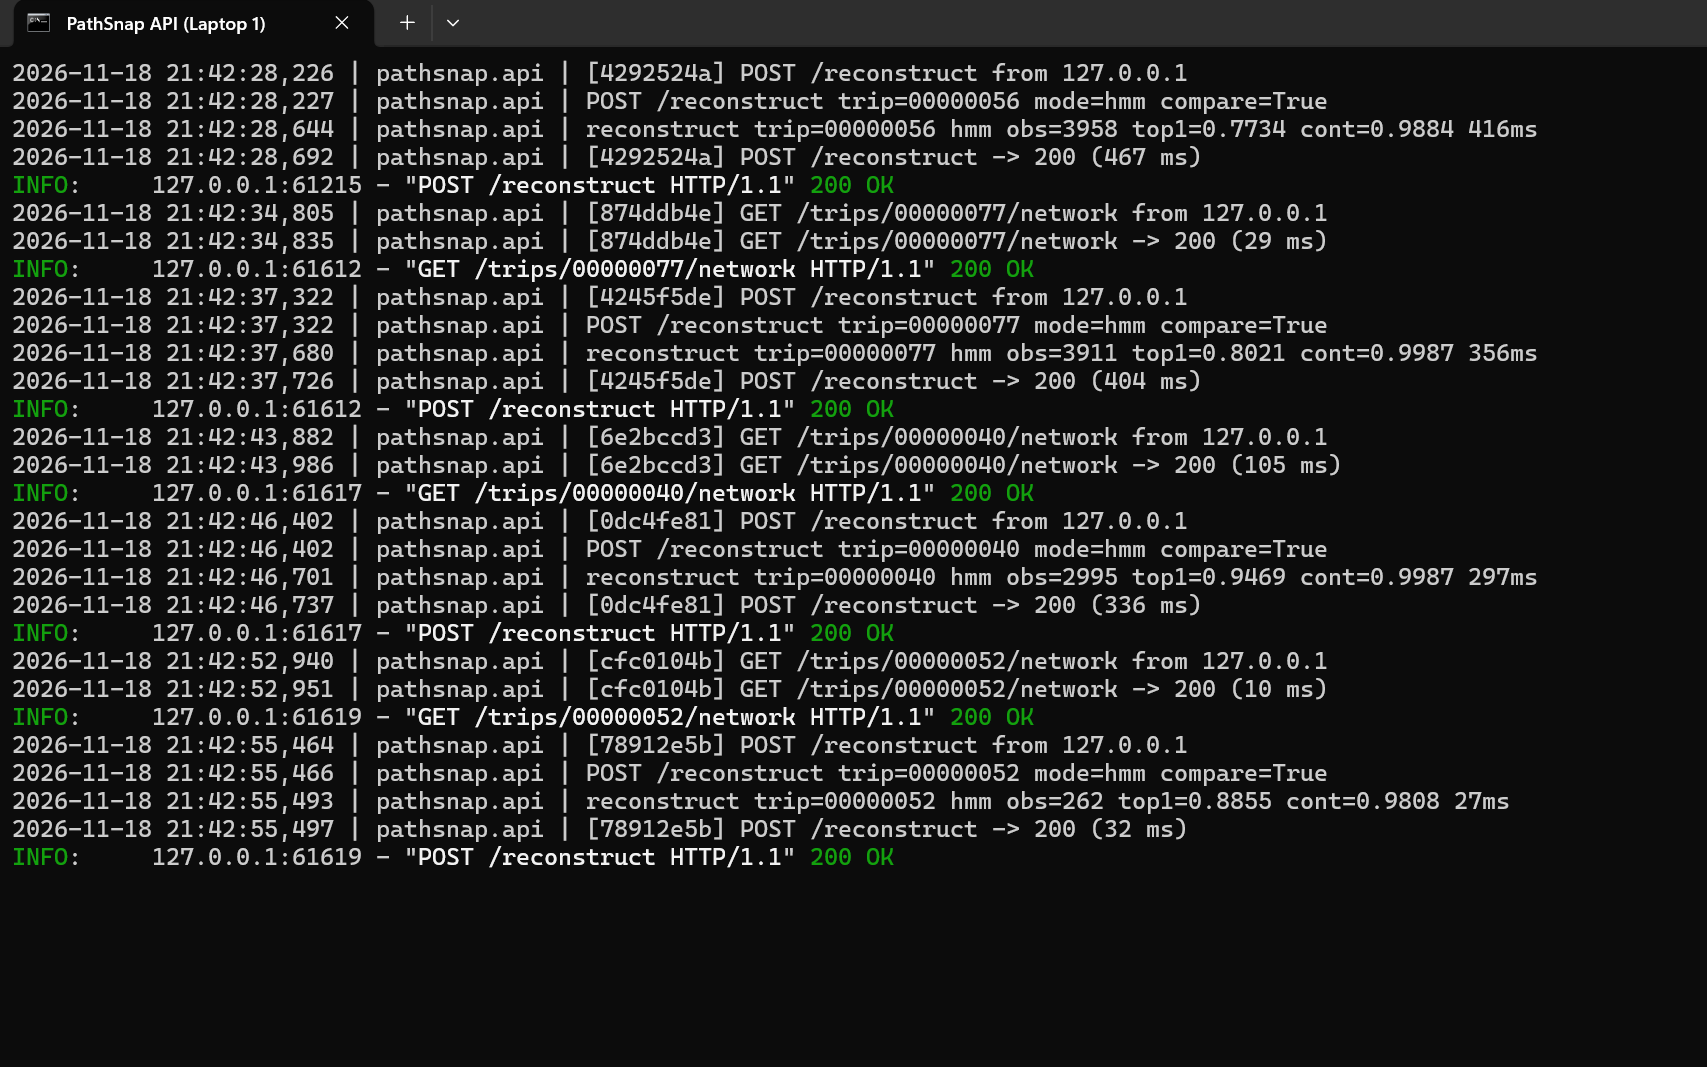 PathSnap API (Laptop 1)
2026-11-18 21:42:28,226 | pathsnap.api | [4292524a] POST /reconstruct from 127.0.0.1
2026-11-18 21:42:28,227 | pathsnap.api | POST /reconstruct trip=00000056 mode=hmm compare=True
2026-11-18 21:42:28,644 | pathsnap.api | reconstruct trip=00000056 hmm obs=3958 top1=0.7734 cont=0.9884 416ms
2026-11-18 21:42:28,692 | pathsnap.api | [4292524a] POST /reconstruct -> 200 (467 ms)
INFO:     127.0.0.1:61215 - "POST /reconstruct HTTP/1.1" 200 OK
2026-11-18 21:42:34,805 | pathsnap.api | [874ddb4e] GET /trips/00000077/network from 127.0.0.1
2026-11-18 21:42:34,835 | pathsnap.api | [874ddb4e] GET /trips/00000077/network -> 200 (29 ms)
INFO:     127.0.0.1:61612 - "GET /trips/00000077/network HTTP/1.1" 200 OK
2026-11-18 21:42:37,322 | pathsnap.api | [4245f5de] POST /reconstruct from 127.0.0.1
2026-11-18 21:42:37,322 | pathsnap.api | POST /reconstruct trip=00000077 mode=hmm compare=True
2026-11-18 21:42:37,680 | pathsnap.api | reconstruct trip=00000077 hmm obs=3911 top1=0.8021 cont=0.9987 356ms
2026-11-18 21:42:37,726 | pathsnap.api | [4245f5de] POST /reconstruct -> 200 (404 ms)
INFO:     127.0.0.1:61612 - "POST /reconstruct HTTP/1.1" 200 OK
2026-11-18 21:42:43,882 | pathsnap.api | [6e2bccd3] GET /trips/00000040/network from 127.0.0.1
2026-11-18 21:42:43,986 | pathsnap.api | [6e2bccd3] GET /trips/00000040/network -> 200 (105 ms)
INFO:     127.0.0.1:61617 - "GET /trips/00000040/network HTTP/1.1" 200 OK
2026-11-18 21:42:46,402 | pathsnap.api | [0dc4fe81] POST /reconstruct from 127.0.0.1
2026-11-18 21:42:46,402 | pathsnap.api | POST /reconstruct trip=00000040 mode=hmm compare=True
2026-11-18 21:42:46,701 | pathsnap.api | reconstruct trip=00000040 hmm obs=2995 top1=0.9469 cont=0.9987 297ms
2026-11-18 21:42:46,737 | pathsnap.api | [0dc4fe81] POST /reconstruct -> 200 (336 ms)
INFO:     127.0.0.1:61617 - "POST /reconstruct HTTP/1.1" 200 OK
2026-11-18 21:42:52,940 | pathsnap.api | [cfc0104b] GET /trips/00000052/network from 127.0.0.1
2026-11-18 21:42:52,951 | pathsnap.api | [cfc0104b] GET /trips/00000052/network -> 200 (10 ms)
INFO:     127.0.0.1:61619 - "GET /trips/00000052/network HTTP/1.1" 200 OK
2026-11-18 21:42:55,464 | pathsnap.api | [78912e5b] POST /reconstruct from 127.0.0.1
2026-11-18 21:42:55,466 | pathsnap.api | POST /reconstruct trip=00000052 mode=hmm compare=True
2026-11-18 21:42:55,493 | pathsnap.api | reconstruct trip=00000052 hmm obs=262 top1=0.8855 cont=0.9808 27ms
2026-11-18 21:42:55,497 | pathsnap.api | [78912e5b] POST /reconstruct -> 200 (32 ms)
INFO:     127.0.0.1:61619 - "POST /reconstruct HTTP/1.1" 200 OK